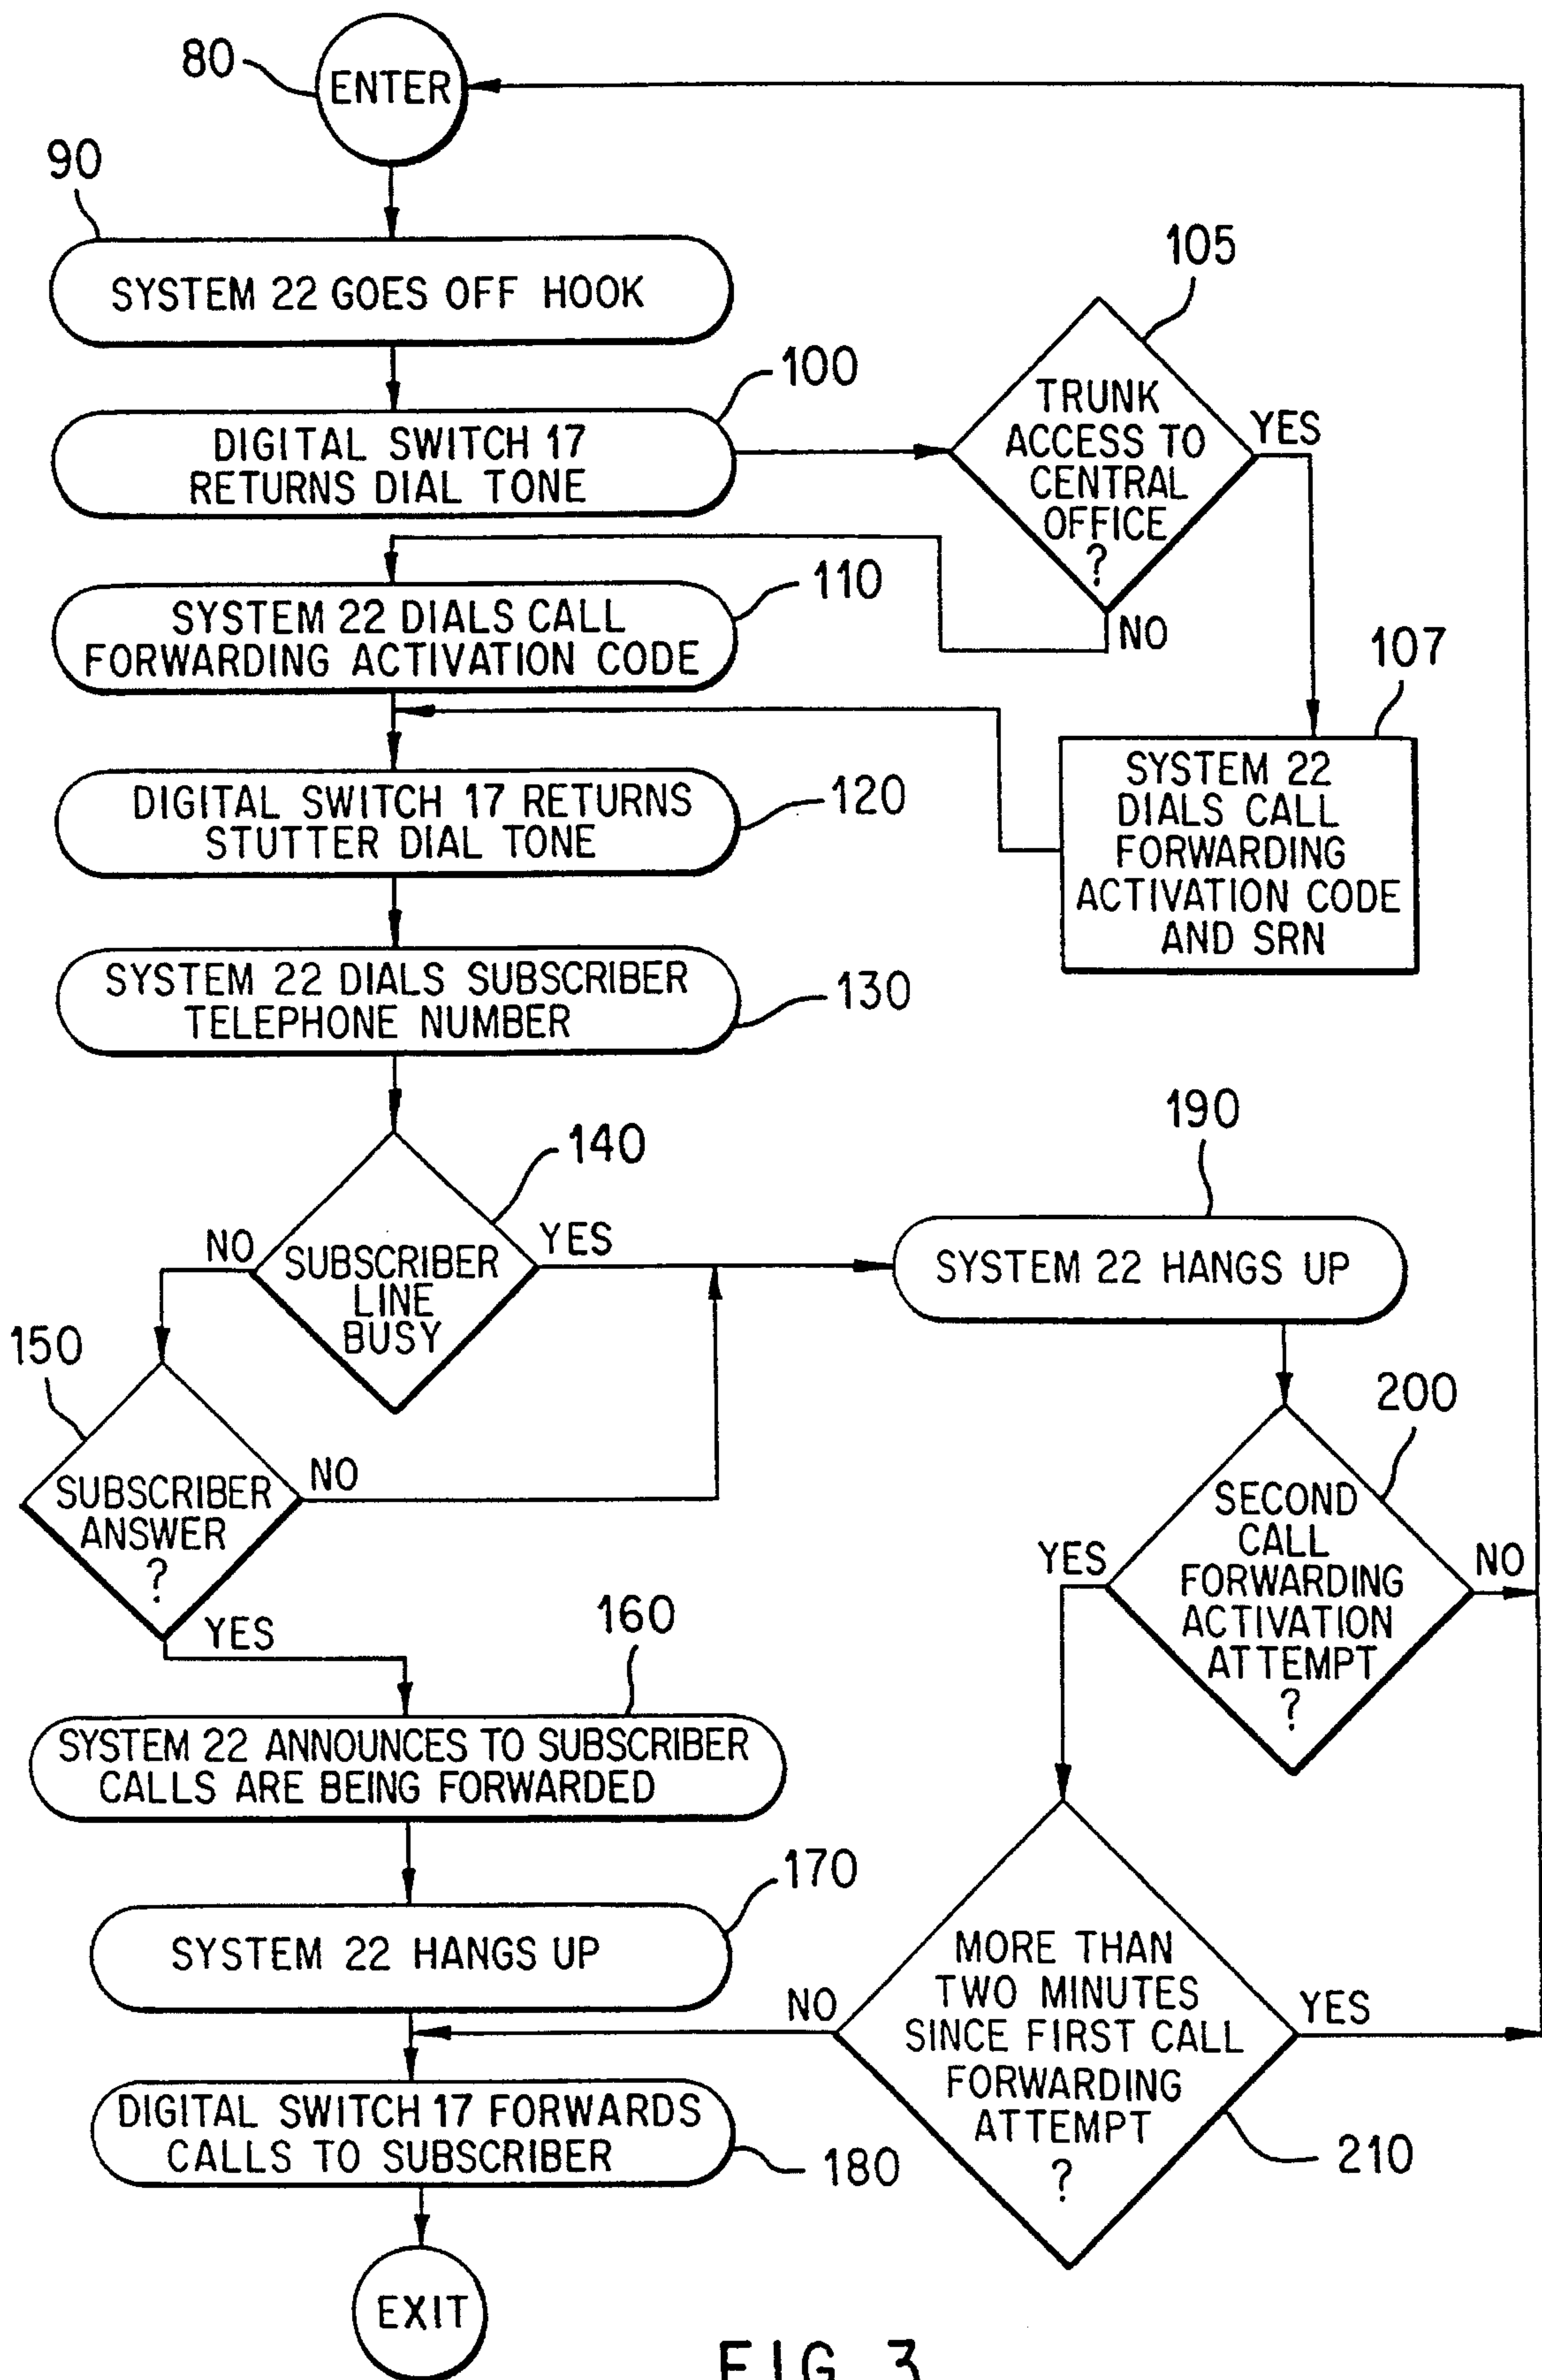 80
ENTER
90
SYSTEM 22 GOES OFF HOOK
100
DIGITAL SWITCH 17
RETURNS DIAL TONE
105
TRUNK
ACCESS TO
CENTRAL
OFFICE
?
YES
NO
110
SYSTEM 22 DIALS CALL
FORWARDING ACTIVATION CODE
107
SYSTEM 22
DIALS CALL
FORWARDING
ACTIVATION CODE
AND SRN
120
DIGITAL SWITCH 17 RETURNS
STUTTER DIAL TONE
130
SYSTEM 22 DIALS SUBSCRIBER
TELEPHONE NUMBER
140
NO
SUBSCRIBER
LINE
BUSY
YES
190
SYSTEM 22 HANGS UP
150
SUBSCRIBER
ANSWER
?
NO
YES
200
SECOND
CALL
FORWARDING
ACTIVATION
ATTEMPT
?
YES
NO
160
SYSTEM 22 ANNOUNCES TO SUBSCRIBER
CALLS ARE BEING FORWARDED
170
SYSTEM 22 HANGS UP
NO
MORE THAN
TWO MINUTES
SINCE FIRST CALL
FORWARDING
ATTEMPT
?
YES
210
DIGITAL SWITCH 17 FORWARDS
CALLS TO SUBSCRIBER
180
EXIT
FIG. 3